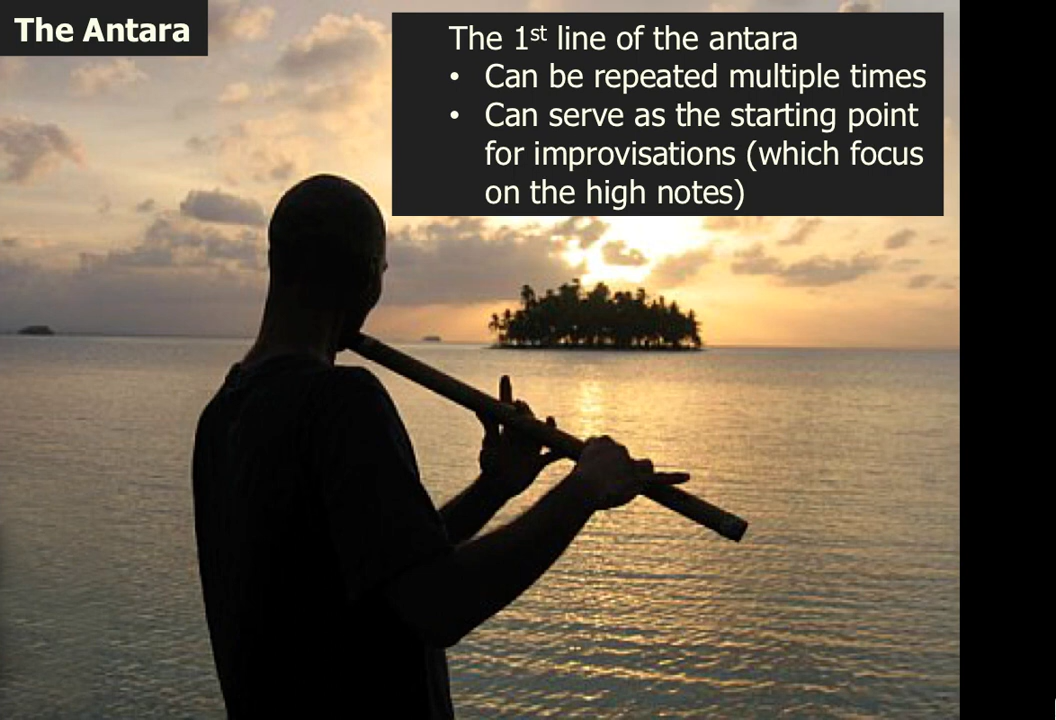 The Antara
The 1st line of the antara
• Can be repeated multiple times
• Can serve as the starting point
for improvisations (which focus
on the high notes)